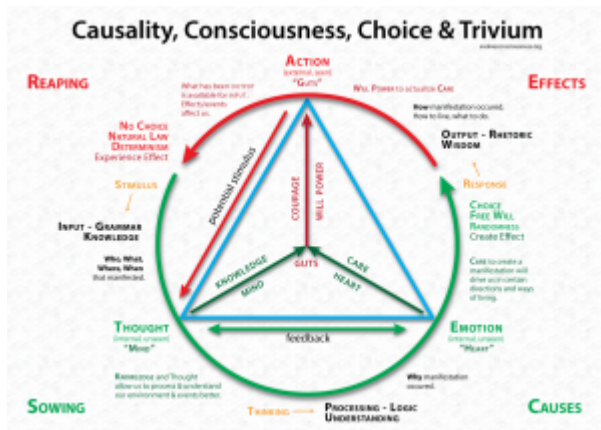 Causality, Consciousness, Choice & Trivium
ACTION
(external, seen)
"GUTS"
REAPING
EFFECTS
What has been
is available for input.
Effects/events
affect us.
WILL POWER to actualize CARE
How manifestation occurred.
How to live, what to do.
NO CHOICE
NATURAL LAW
DETERMINISM
Experience Effect
OUTPUT - RHETORIC
WISDOM
STIMULUS
RESPONSE
potential stimulus
COURAGE
WILL POWER
INPUT - GRAMMAR
KNOWLEDGE
CHOICE
FREE WILL
RANDOMNESS
Create Effect
Who, What,
Where, When
that manifested.
KNOWLEDGE
MIND
GUTS
CARE
HEART
CARE to create a
manifestation will
drive us in certain
directions and ways
of living.
THOUGHT
(internal, unseen)
"MIND"
feedback
EMOTION
(internal, unseen)
"HEART"
KNOWLEDGE and Thought
allow us to process & understand
our environment & events better.
Why manifestation
occurred.
SOWING
THINKING
PROCESSING - LOGIC
UNDERSTANDING
CAUSES